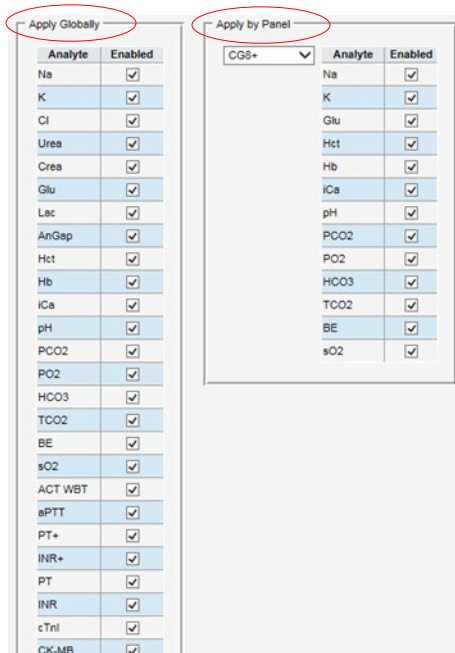 Apply Globally
Analyte Enabled
Na
K
Cl
Urea
Crea
Glu
Lac
AnGap
Hct
Hb
iCa
pH
PCO2
PO2
HCO3
TCO2
BE
sO2
ACT WBT
aPTT
PT+
INR+
PT
INR
cTnI
CK-MB
Apply by Panel
CG8+
Analyte Enabled
Na
K
Glu
Hct
Hb
iCa
pH
PCO2
PO2
HCO3
TCO2
BE
sO2